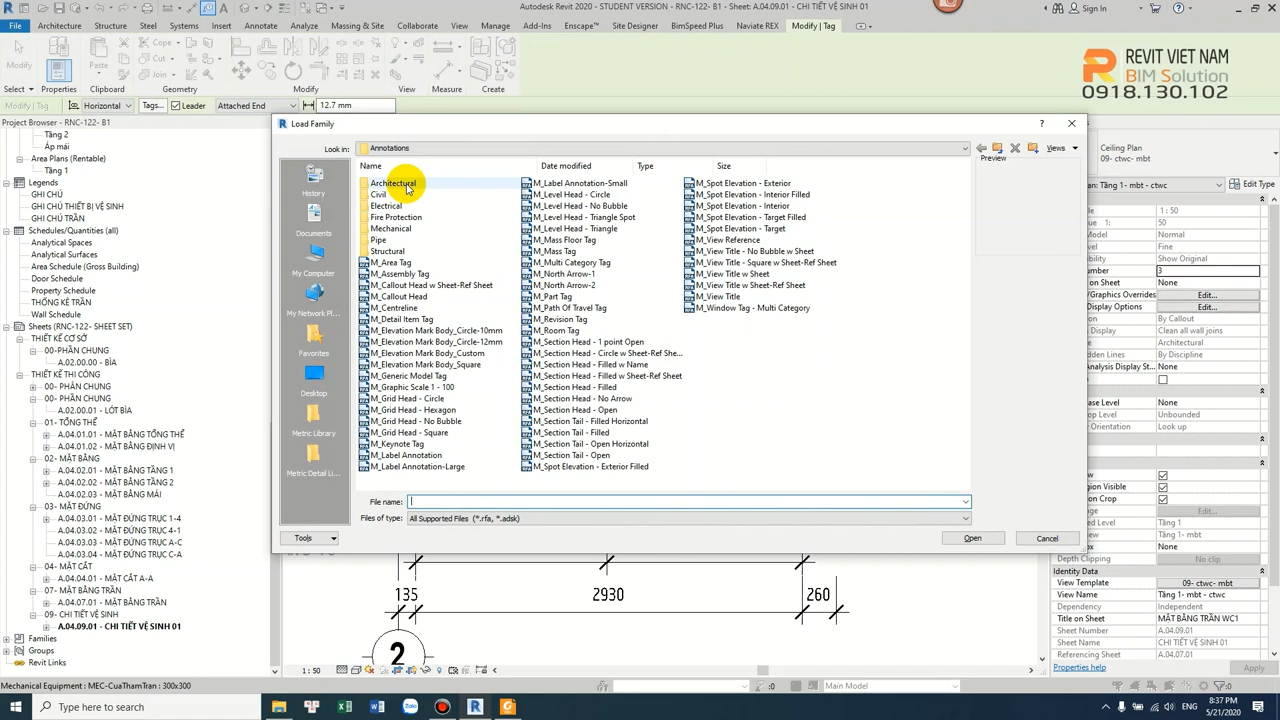 Autodesk Revit 2020 - STUDENT VERSION - RNC-122- B1 - Sheet: A.04.09.01 - CHI TIẾT VỆ SINH 01
Sign In
File Architecture Structure Steel Systems Insert Annotate Analyze Massing & Site Collaborate View Manage Add-Ins Enscape™ Site Designer BimSpeed Plus Naviate REX Modify | Tag
Modify Paste Cope Cut Join
Select Properties Clipboard Geometry Modify View Measure Create
REVIT VIET NAM
BIM Solution
0918.130.102
Modify | Tag Horizontal Tags... Leader Attached End 12.7 mm
Project Browser - RNC-122- B1
Tầng 2
Áp mái
Area Plans (Rentable)
Tầng 1
Legends
GHI CHÚ
GHI CHÚ THIẾT BỊ VỆ SINH
GHI CHÚ TRẦN
Schedules/Quantities (all)
Analytical Spaces
Analytical Surfaces
Area Schedule (Gross Building)
Door Schedule
Property Schedule
THỐNG KÊ TRẦN
Wall Schedule
Sheets (RNC-122- SHEET SET)
THIẾT KẾ CƠ SỞ
00-PHẦN CHUNG
A.02.00.00 - BÌA
THIẾT KẾ THI CÔNG
00- PHẦN CHUNG
00- PHẦN CHUNG
A.02.00.01 - LÓT BÌA
01- TỔNG THỂ
A.04.01.01 - MẶT BẰNG TỔNG THỂ
A.04.01.02 - MẶT BẰNG ĐỊNH VỊ
02- MẶT BẰNG
A.04.02.01 - MẶT BẰNG TẦNG 1
A.04.02.02 - MẶT BẰNG TẦNG 2
A.04.02.03 - MẶT BẰNG MÁI
03- MẶT ĐỨNG
A.04.03.01 - MẶT ĐỨNG TRỤC 1-4
A.04.03.02 - MẶT ĐỨNG TRỤC 4-1
A.04.03.03 - MẶT ĐỨNG TRỤC A-C
A.04.03.04 - MẶT ĐỨNG TRỤC C-A
04- MẶT CẮT
A.04.04.01 - MẶT CẮT A-A
07- MẶT BẰNG TRẦN
A.04.07.01 - MẶT BẰNG TRẦN
09- CHI TIẾT VỆ SINH
A.04.09.01 - CHI TIẾT VỆ SINH 01
Families
Groups
Revit Links
Load Family
Look in: Annotations Views
Name Date modified Type Size
Preview
History
Documents
My Computer
My Network Pl...
Favorites
Desktop
Metric Library
Metric Detail Li...
Architectural
Civil
Electrical
Fire Protection
Mechanical
Pipe
Structural
M_Area Tag
M_Assembly Tag
M_Callout Head w Sheet-Ref Sheet
M_Callout Head
M_Centreline
M_Detail Item Tag
M_Elevation Mark Body_Circle-10mm
M_Elevation Mark Body_Circle-12mm
M_Elevation Mark Body_Custom
M_Elevation Mark Body_Square
M_Generic Model Tag
M_Graphic Scale 1 - 100
M_Grid Head - Circle
M_Grid Head - Hexagon
M_Grid Head - No Bubble
M_Grid Head - Square
M_Keynote Tag
M_Label Annotation
M_Label Annotation-Large
M_Label Annotation-Small
M_Level Head - Circle
M_Level Head - No Bubble
M_Level Head - Triangle Spot
M_Level Head - Triangle
M_Mass Floor Tag
M_Mass Tag
M_Multi Category Tag
M_North Arrow-1
M_North Arrow-2
M_Part Tag
M_Path Of Travel Tag
M_Revision Tag
M_Room Tag
M_Section Head - 1 point Open
M_Section Head - Circle w Sheet-Ref She...
M_Section Head - Filled w Name
M_Section Head - Filled w Sheet-Ref Sheet
M_Section Head - Filled
M_Section Head - No Arrow
M_Section Head - Open
M_Section Tail - Filled Horizontal
M_Section Tail - Filled
M_Section Tail - Open Horizontal
M_Section Tail - Open
M_Spot Elevation - Exterior Filled
M_Spot Elevation - Exterior
M_Spot Elevation - Interior Filled
M_Spot Elevation - Interior
M_Spot Elevation - Target Filled
M_Spot Elevation - Target
M_View Reference
M_View Title - No Bubble w Sheet
M_View Title - Square w Sheet-Ref Sheet
M_View Title w Sheet
M_View Title w Sheet-Ref Sheet
M_View Title
M_Window Tag - Multi Category
File name:
Files of type: All Supported Files (*.rfa, *.adsk)
Tools Open Cancel
135 2930 260
2
Ceiling Plan
09- ctwc- mbt
Plan: Tầng 1- mbt - ctwc Edit Type
1 : 50
50
Normal
Fine
Show Original
3
Edit...
Edit...
By Callout
Clean all wall joins
Architectural
By Discipline
None
None
Unbounded
Look up
Edit...
Tầng 1
None
Depth Clipping No clip
Identity Data
View Template 09- ctwc- mbt
View Name Tầng 1- mbt - ctwc
Dependency Independent
Title on Sheet MẶT BẰNG TRẦN WC1
Sheet Number A.04.09.01
Sheet Name CHI TIẾT VỆ SINH 01
Referencing Sheet A.04.07.01
Properties help Apply
1 : 50
Mechanical Equipment : MEC-CuaThamTran : 300x300 :0 Main Model :0
Type here to search
8:37 PM
5/21/2020